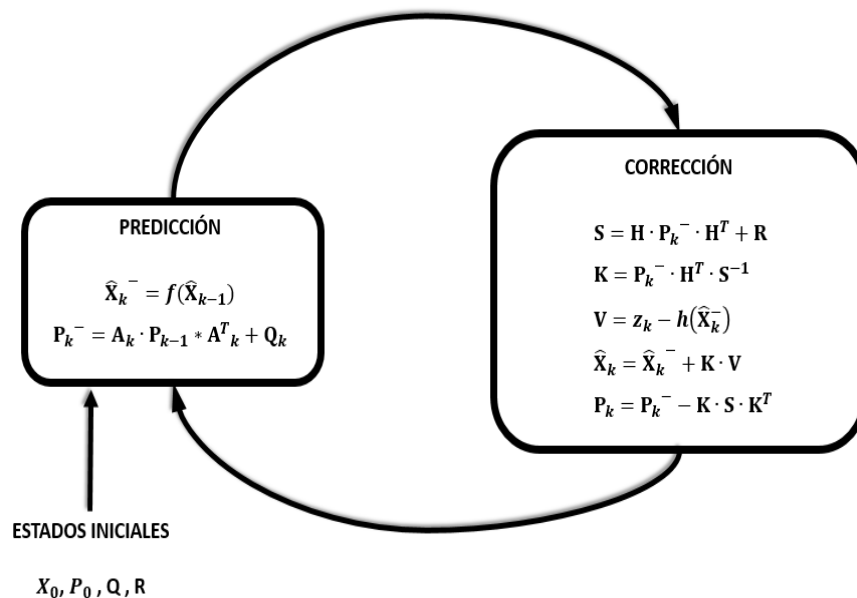 PREDICCIÓN
X̂ₖ⁻ = f(X̂ₖ₋₁)
Pₖ⁻ = Aₖ · Pₖ₋₁ * Aᵀₖ + Qₖ
CORRECCIÓN
S = H · Pₖ⁻ · Hᵀ + R
K = Pₖ⁻ · Hᵀ · S⁻¹
V = zₖ − h(X̂ₖ⁻)
X̂ₖ = X̂ₖ⁻ + K · V
Pₖ = Pₖ⁻ − K · S · Kᵀ
ESTADOS INICIALES
X₀, P₀ , Q , R